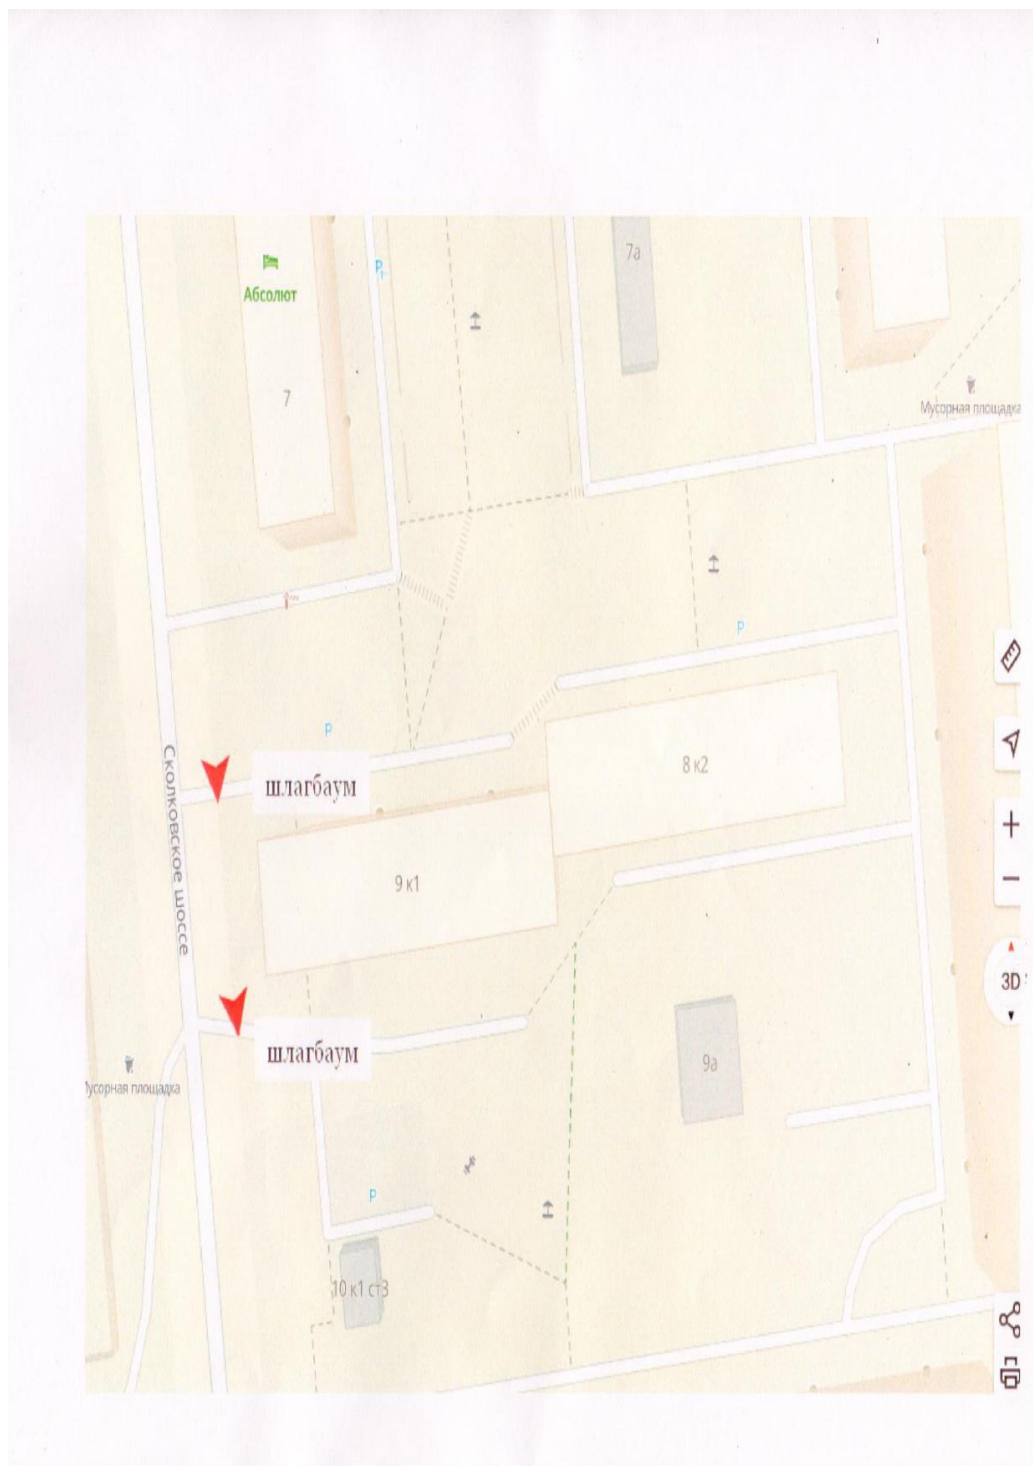 7а
P
Абсолют
Мусорная площадка
7
P
P
8 к2
шлагбаум
Сколковское шоссе
9 к1
3D
шлагбаум
9а
усорная площадка
P
10 к1 ст3